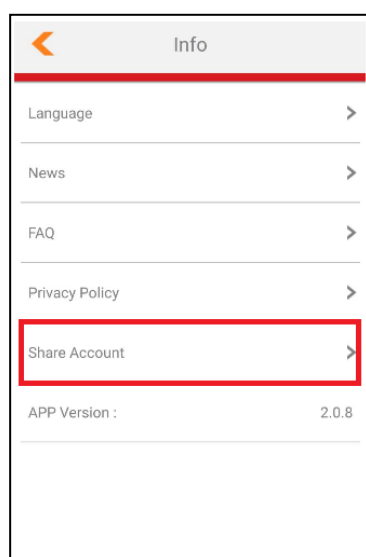 Info
Language
News
FAQ
Privacy Policy
Share Account
APP Version : 2.0.8